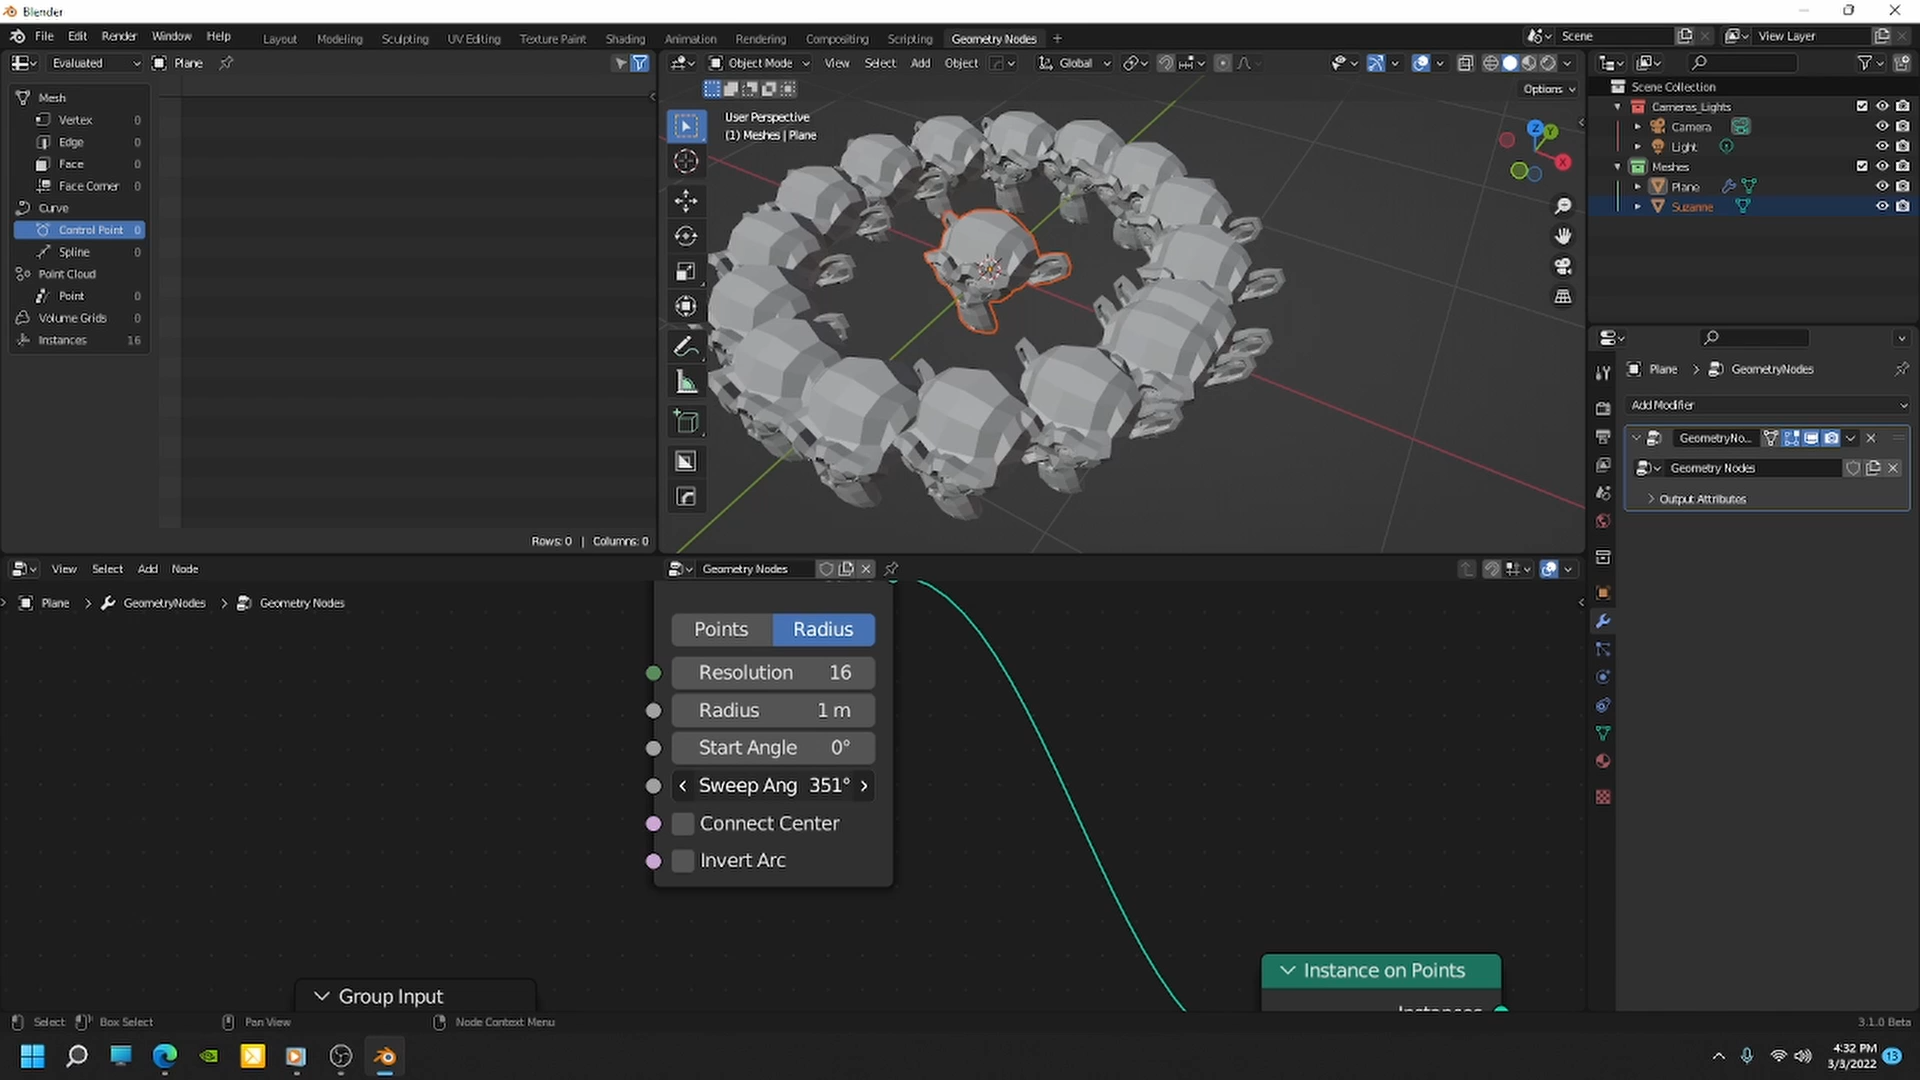 Blender
File Edit Render Window Help
Layout Modeling Sculpting UV Editing Texture Paint Shading Animation Rendering Compositing Scripting Geometry Nodes +
Scene View Layer
Evaluated Plane
Object Mode View Select Add Object Global
Options
Mesh
Vertex 0
Edge 0
Face 0
Face Corner 0
Curve
Control Point 0
Spline 0
Point Cloud
Point 0
Volume Grids 0
Instances 16
Rows: 0 | Columns: 0
User Perspective
(1) Meshes | Plane
Z
Y
X
Scene Collection
Cameras_Lights
Camera
Light
Meshes
Plane
Suzanne
Plane > GeometryNodes
Add Modifier
GeometryNo...
Geometry Nodes
Output Attributes
View Select Add Node
Geometry Nodes
Plane > GeometryNodes > Geometry Nodes
Points Radius
Resolution 16
Radius 1 m
Start Angle 0°
Sweep Ang 351°
Connect Center
Invert Arc
Group Input
Instance on Points
Instances
Select Box Select Pan View Node Context Menu
3.1.0 Beta
4:32 PM
3/3/2022
13